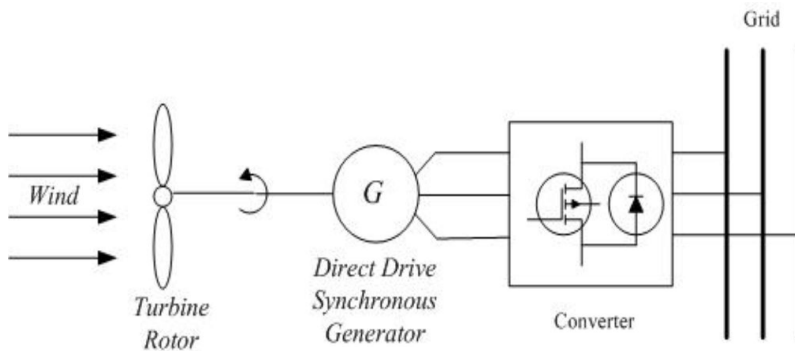 Grid
Wind
G
Turbine
Rotor
Direct Drive
Synchronous
Generator
Converter